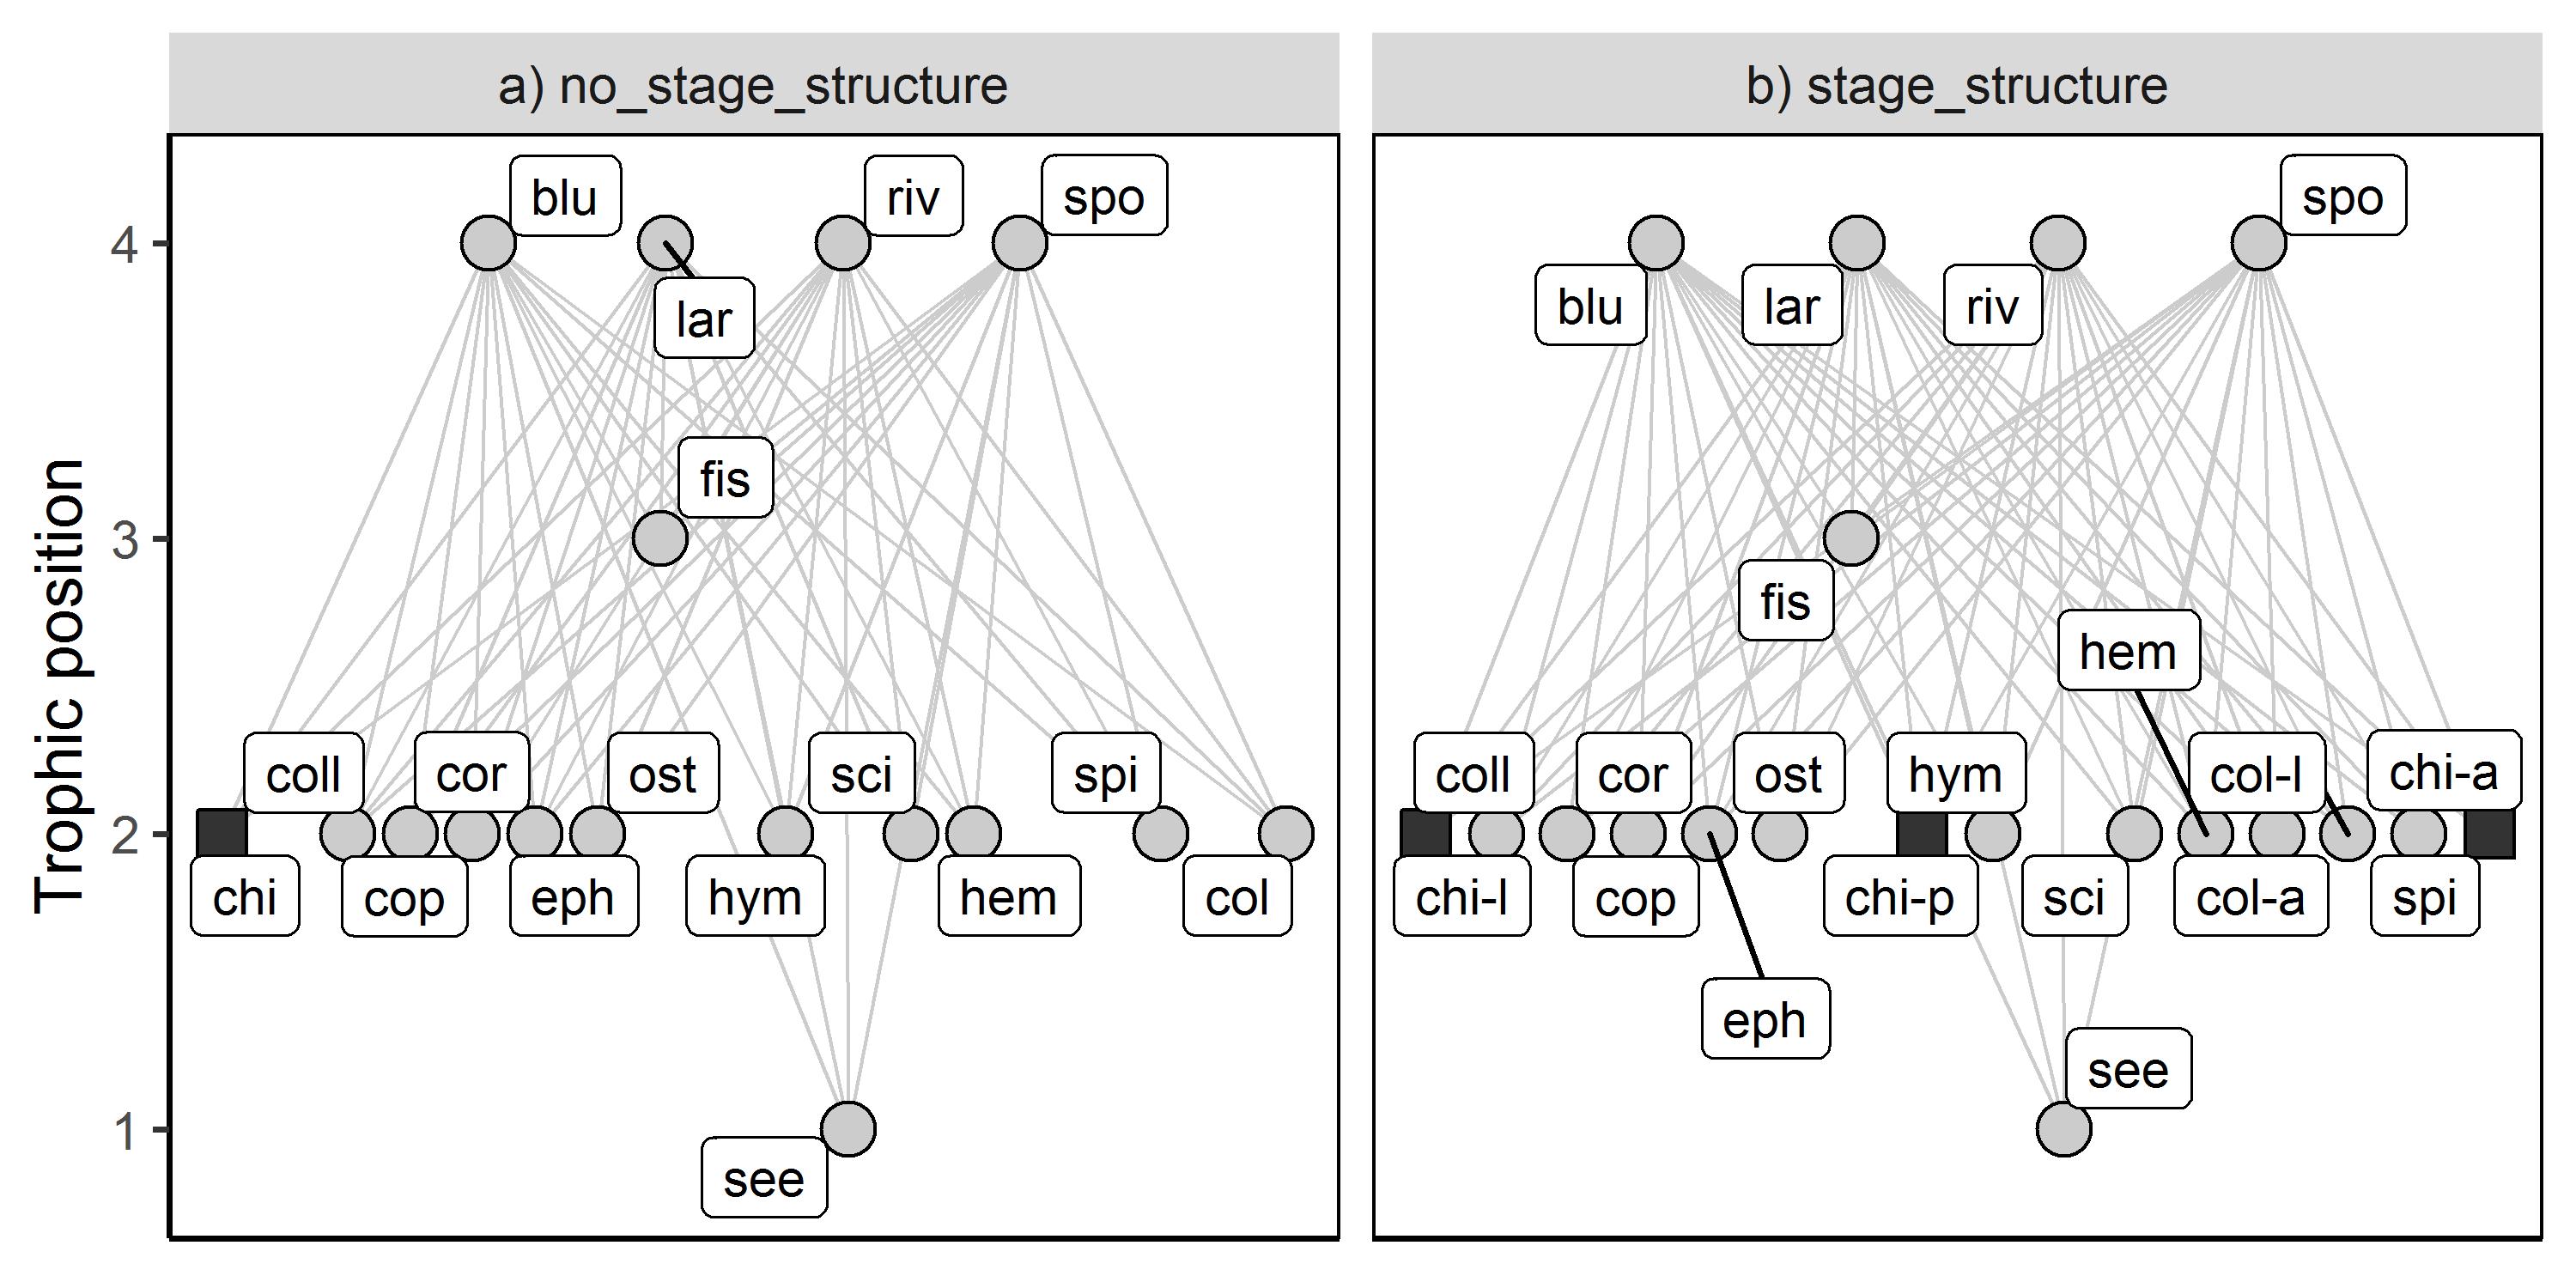 a) no_stage_structure
b) stage_structure
Trophic position
4
3
2
1
blu
riv
spo
lar
fis
coll
cor
ost
sci
spi
chi
cop
eph
hym
hem
col
see
spo
blu
lar
riv
fis
hem
coll
cor
ost
hym
col-l
chi-a
chi-l
cop
chi-p
sci
col-a
spi
eph
see